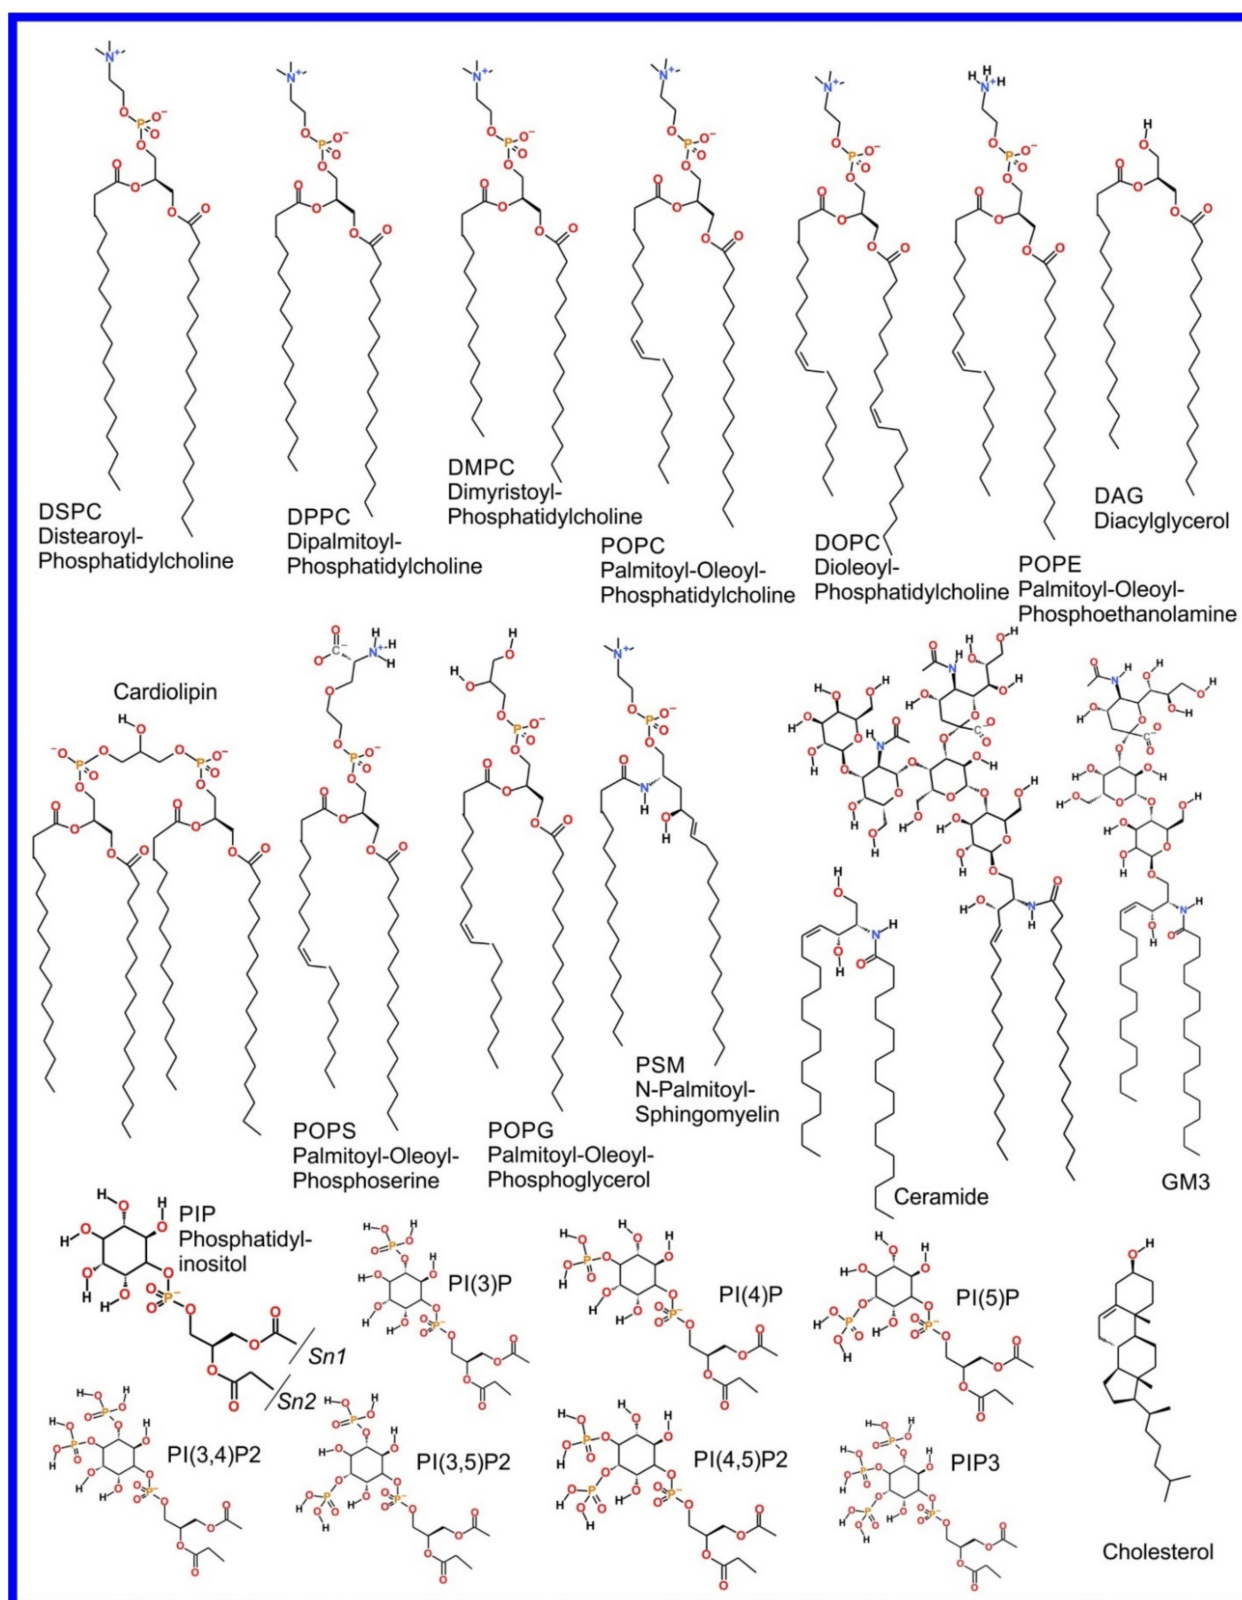 DSPC
Distearoyl-
Phosphatidylcholine
DPPC
Dipalmitoyl-
Phosphatidylcholine
DMPC
Dimyristoyl-
Phosphatidylcholine
POPC
Palmitoyl-Oleoyl-
Phosphatidylcholine
DOPC
Dioleoyl-
Phosphatidylcholine
POPE
Palmitoyl-Oleoyl-
Phosphoethanolamine
DAG
Diacylglycerol
Cardiolipin
POPS
Palmitoyl-Oleoyl-
Phosphoserine
POPG
Palmitoyl-Oleoyl-
Phosphoglycerol
PSM
N-Palmitoyl-
Sphingomyelin
Ceramide
GM3
PIP
Phosphatidyl-
inositol
Sn1
Sn2
PI(3)P
PI(4)P
PI(5)P
PI(3,4)P2
PI(3,5)P2
PI(4,5)P2
PIP3
Cholesterol